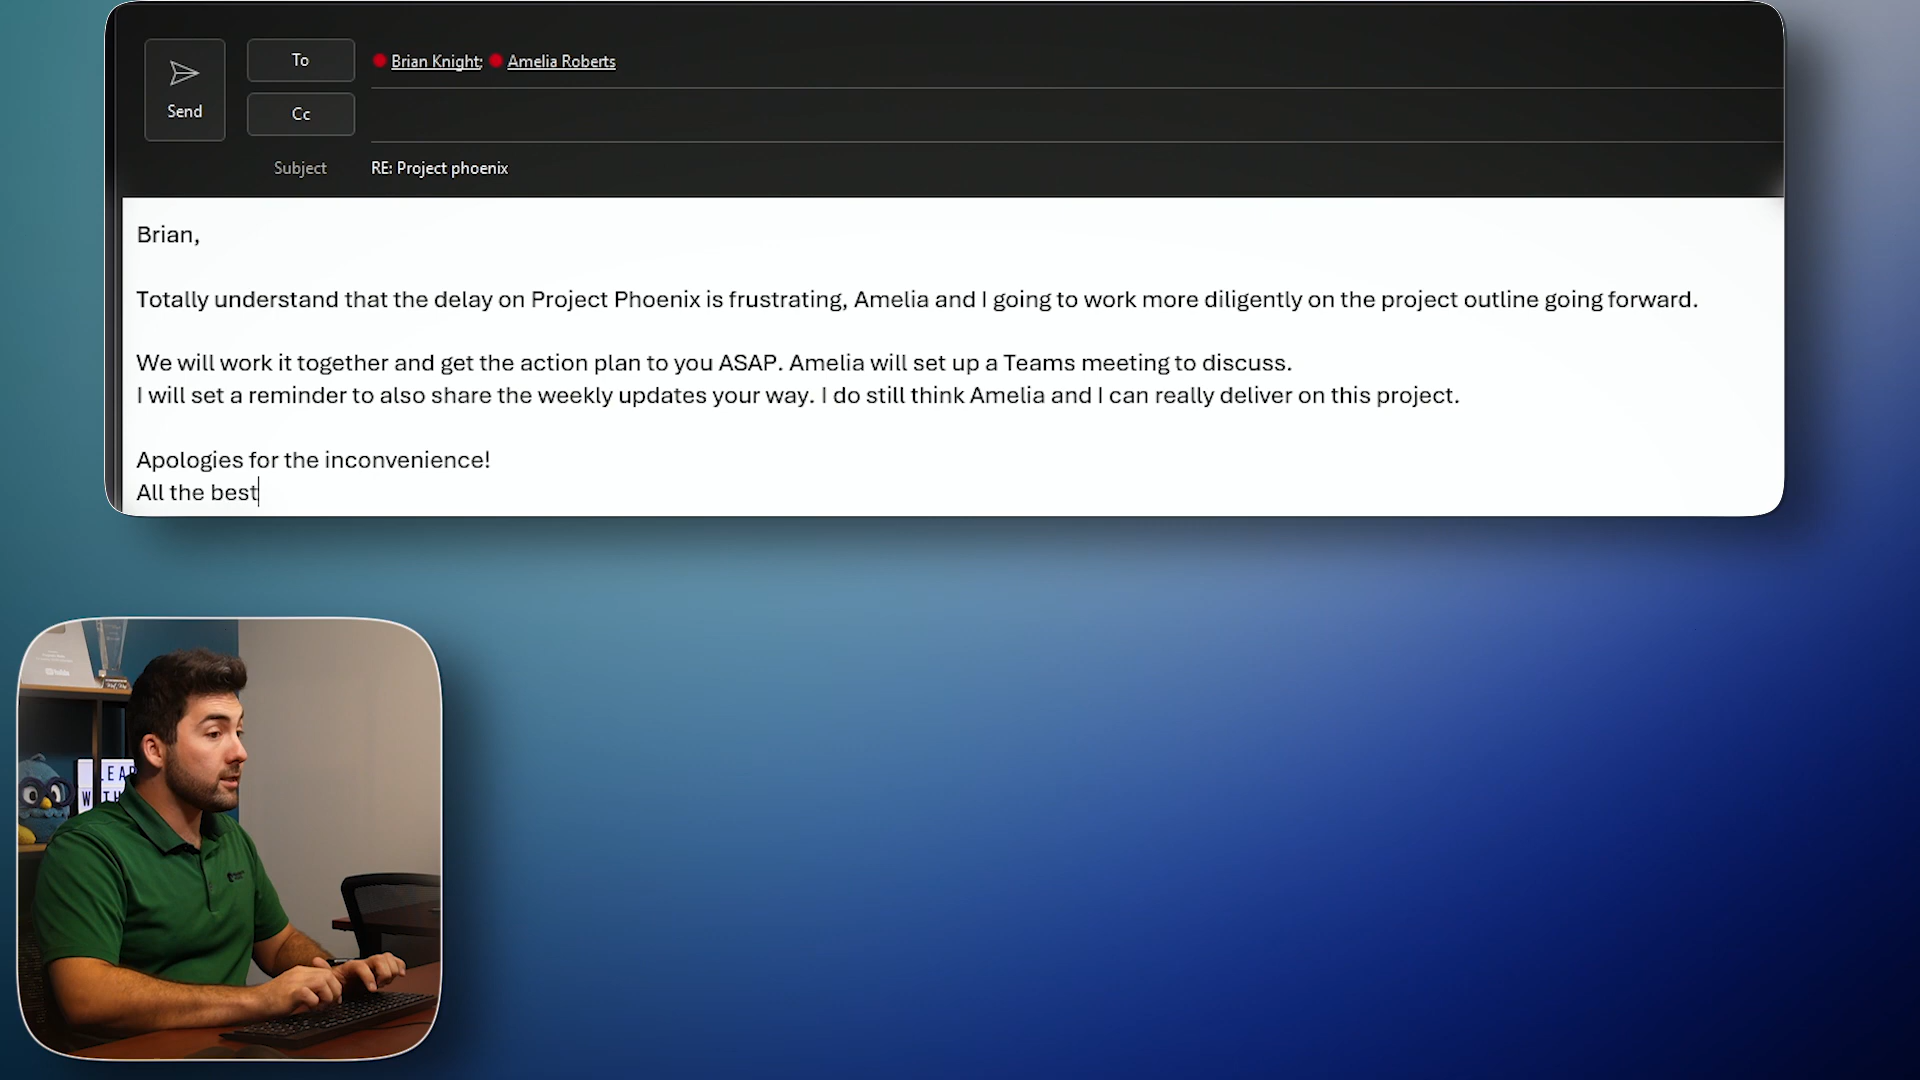 To
Brian Knight; Amelia Roberts
Send
Cc
Subject
RE: Project phoenix
Brian,
Totally understand that the delay on Project Phoenix is frustrating, Amelia and I going to work more diligently on the project outline going forward.
We will work it together and get the action plan to you ASAP. Amelia will set up a Teams meeting to discuss.
I will set a reminder to also share the weekly updates your way. I do still think Amelia and I can really deliver on this project.
Apologies for the inconvenience!
All the best